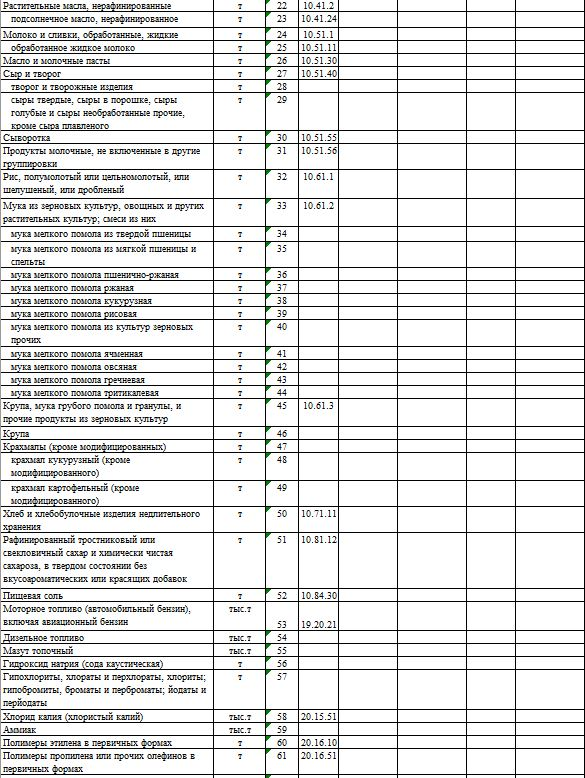 Растительные масла, нерафинированные т 22 10.41.2
подсолнечное масло, нерафинированное т 23 10.41.24
Молоко и сливки, обработанные, жидкие т 24 10.51.1
обработанное жидкое молоко т 25 10.51.11
Масло и молочные пасты т 26 10.51.30
Сыр и творог т 27 10.51.40
творог и творожные изделия т 28
сыры твердые, сыры в порошке, сыры т 29
голубые и сыры необработанные прочие,
кроме сыра плавленого
Сыворотка т 30 10.51.55
Продукты молочные, не включенные в другие т 31 10.51.56
группировки
Рис, полумолотый или цельномолотый, или т 32 10.61.1
шелушеный, или дробленый
Мука из зерновых культур, овощных и других т 33 10.61.2
растительных культур; смеси из них
мука мелкого помола из твердой пшеницы т 34
мука мелкого помола из мягкой пшеницы и т 35
спельты
мука мелкого помола пшенично-ржаная т 36
мука мелкого помола ржаная т 37
мука мелкого помола кукурузная т 38
мука мелкого помола рисовая т 39
мука мелкого помола из культур зерновых т 40
прочих
мука мелкого помола ячменная т 41
мука мелкого помола овсяная т 42
мука мелкого помола гречневая т 43
мука мелкого помола тритикалевая т 44
Крупа, мука грубого помола и гранулы, и т 45 10.61.3
прочие продукты из зерновых культур
Крупа т 46
Крахмалы (кроме модифицированных) т 47
крахмал кукурузный (кроме т 48
модифицированного)
крахмал картофельный (кроме т 49
модифицированного)
Хлеб и хлебобулочные изделия недлительного т 50 10.71.11
хранения
Рафинированный тростниковый или т 51 10.81.12
свекловичный сахар и химически чистая
сахароза, в твердом состоянии без
вкусоароматических или красящих добавок
Пищевая соль т 52 10.84.30
Моторное топливо (автомобильный бензин), тыс.т
включая авиационный бензин 53 19.20.21
Дизельное топливо тыс.т 54
Мазут топочный тыс.т 55
Гидроксид натрия (сода каустическая) т 56
Гипохлориты, хлораты и перхлораты, хлориты; т 57
гипобромиты, броматы и перброматы; йодаты и
перйодаты
Хлорид калия (хлористый калий) тыс.т 58 20.15.51
Аммиак тыс.т 59
Полимеры этилена в первичных формах т 60 20.16.10
Полимеры пропилена или прочих олефинов в т 61 20.16.51
первичных формах